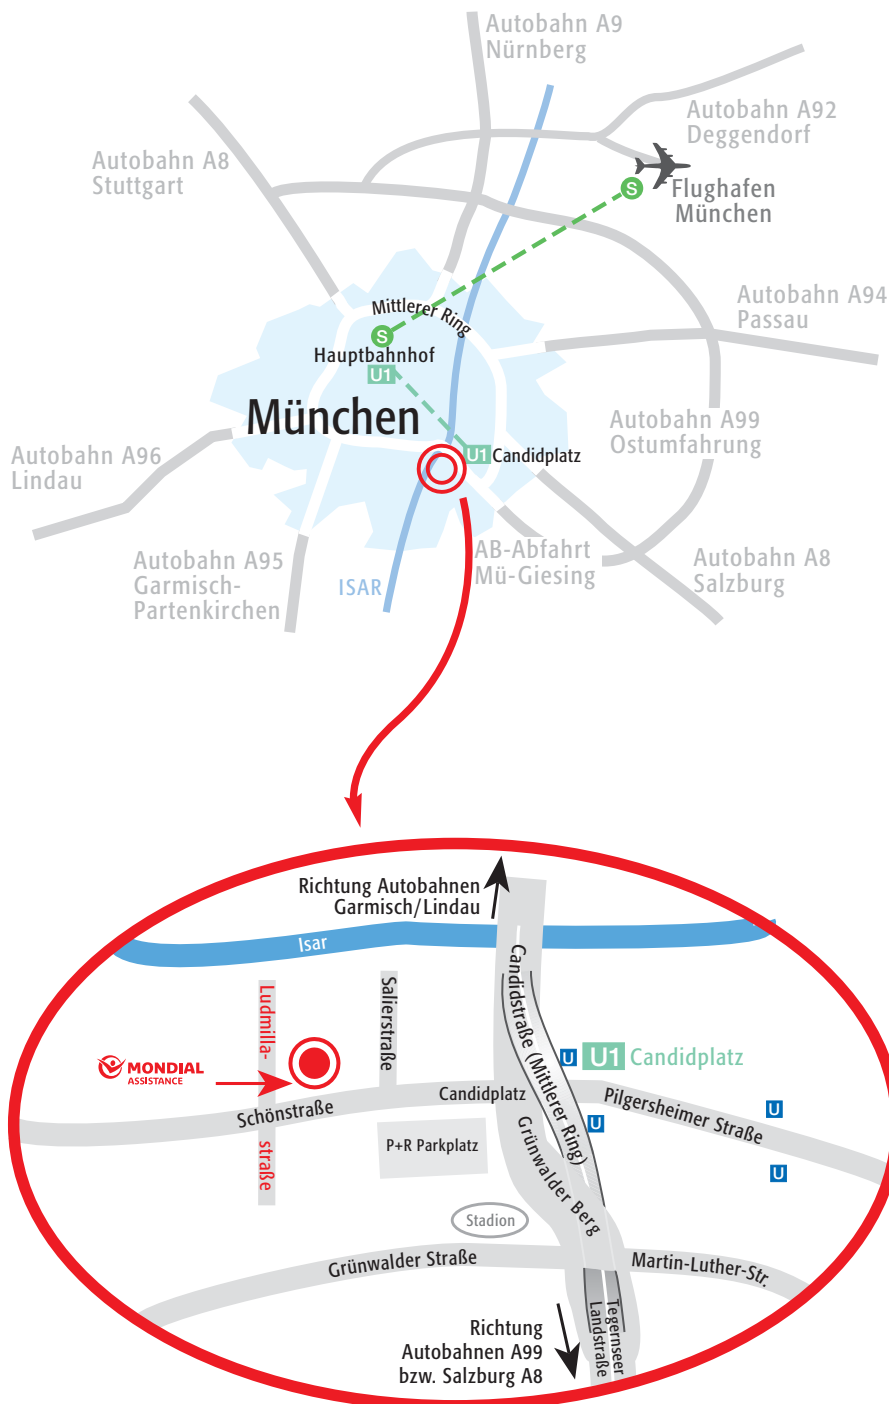 Autobahn A9
Nürnberg
Autobahn A92
Deggendorf
Autobahn A8
Stuttgart
S
Flughafen
München
Autobahn A94
Passau
Mittlerer Ring
S
Hauptbahnhof
U1
München
Autobahn A99
Ostumfahrung
U1 Candidplatz
Autobahn A96
Lindau
AB-Abfahrt
Mü-Giesing
Autobahn A8
Salzburg
Autobahn A95
Garmisch-
Partenkirchen
ISAR
Richtung Autobahnen
Garmisch/Lindau
Isar
Ludmilla-
straße
Salierstraße
Candidstraße (Mittlerer Ring)
U
U1 Candidplatz
MONDIAL
ASSISTANCE
Schönstraße
Candidplatz
Pilgersheimer Straße
U
U
U
P+R Parkplatz
Grünwalder Berg
Stadion
Grünwalder Straße
Martin-Luther-Str.
Tegernseer
Landstraße
Richtung
Autobahnen A99
bzw. Salzburg A8